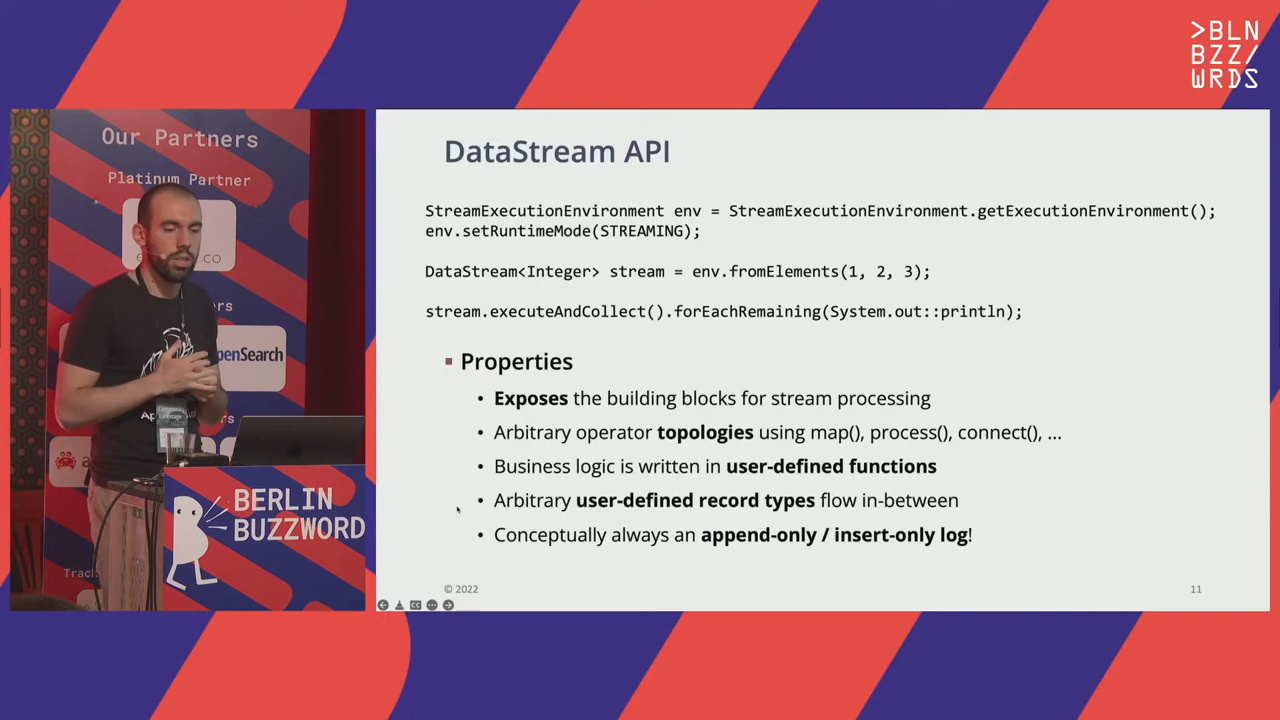 >BLN
BZZ/
WRDS
Our Partners
Platinum Partner
DataStream API
StreamExecutionEnvironment env = StreamExecutionEnvironment.getExecutionEnvironment();
env.setRuntimeMode(STREAMING);
DataStream<Integer> stream = env.fromElements(1, 2, 3);
stream.executeAndCollect().forEachRemaining(System.out::println);
Properties
• Exposes the building blocks for stream processing
• Arbitrary operator topologies using map(), process(), connect(), ...
• Business logic is written in user-defined functions
• Arbitrary user-defined record types flow in-between
• Conceptually always an append-only / insert-only log!
© 2022
11
BERLIN
BUZZWORD